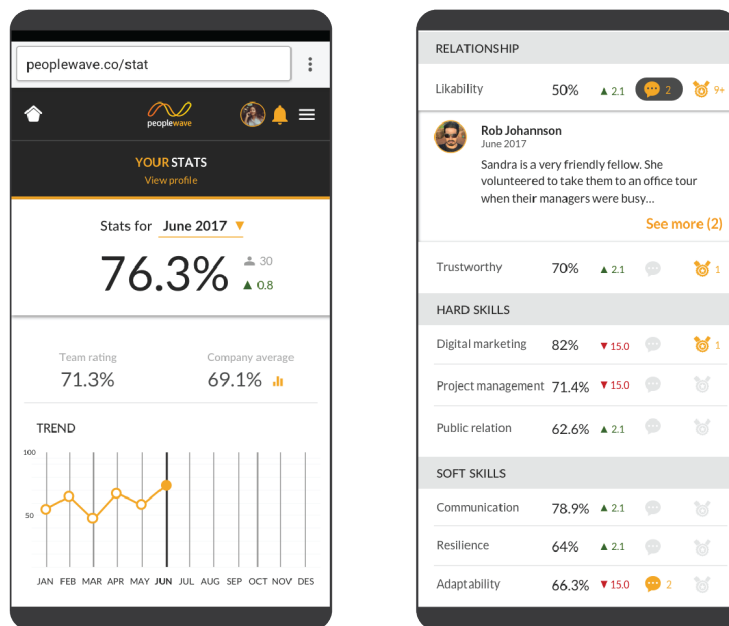 peoplewave.co/stat
peoplewave
YOUR STATS
View profile
Stats for June 2017
76.3%
30
0.8
Team rating
Company average
71.3%
69.1%
TREND
100
50
JAN FEB MAR APR MAY JUN JUL AUG SEP OCT NOV DES
RELATIONSHIP
Likability 50% 2.1 2 9+
Rob Johannson
June 2017
Sandra is a very friendly fellow. She
volunteered to take them to an office tour
when their managers were busy...
See more (2)
Trustworthy 70% 2.1 1
HARD SKILLS
Digital marketing 82% 15.0 1
Project management 71.4% 15.0
Public relation 62.6% 2.1
SOFT SKILLS
Communication 78.9% 2.1
Resilience 64% 2.1
Adaptability 66.3% 15.0 2